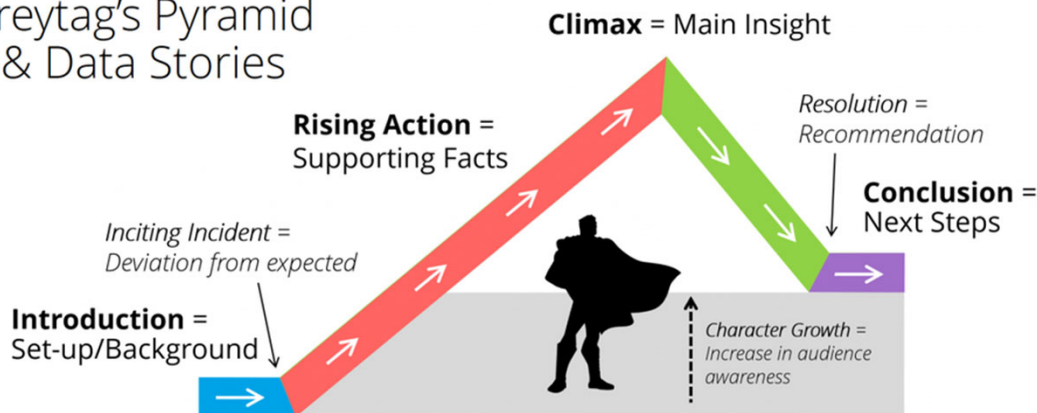 reytag's Pyramid
& Data Stories
Climax = Main Insight
Rising Action =
Supporting Facts
Resolution =
Recommendation
Conclusion =
Next Steps
Inciting Incident =
Deviation from expected
Introduction =
Set-up/Background
Character Growth =
Increase in audience
awareness